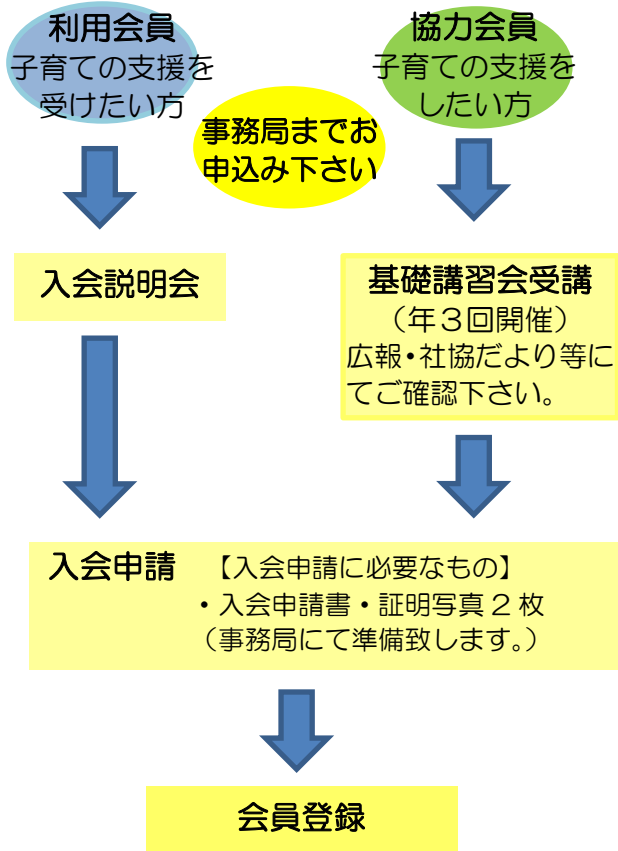 利用会員
子育ての支援を
受けたい方
協力会員
子育ての支援を
したい方
事務局までお
申込み下さい
入会説明会
基礎講習会受講
（年３回開催）
広報・社協だより等に
てご確認下さい。
入会申請 【入会申請に必要なもの】
・入会申請書・証明写真２枚
（事務局にて準備致します。）
会員登録